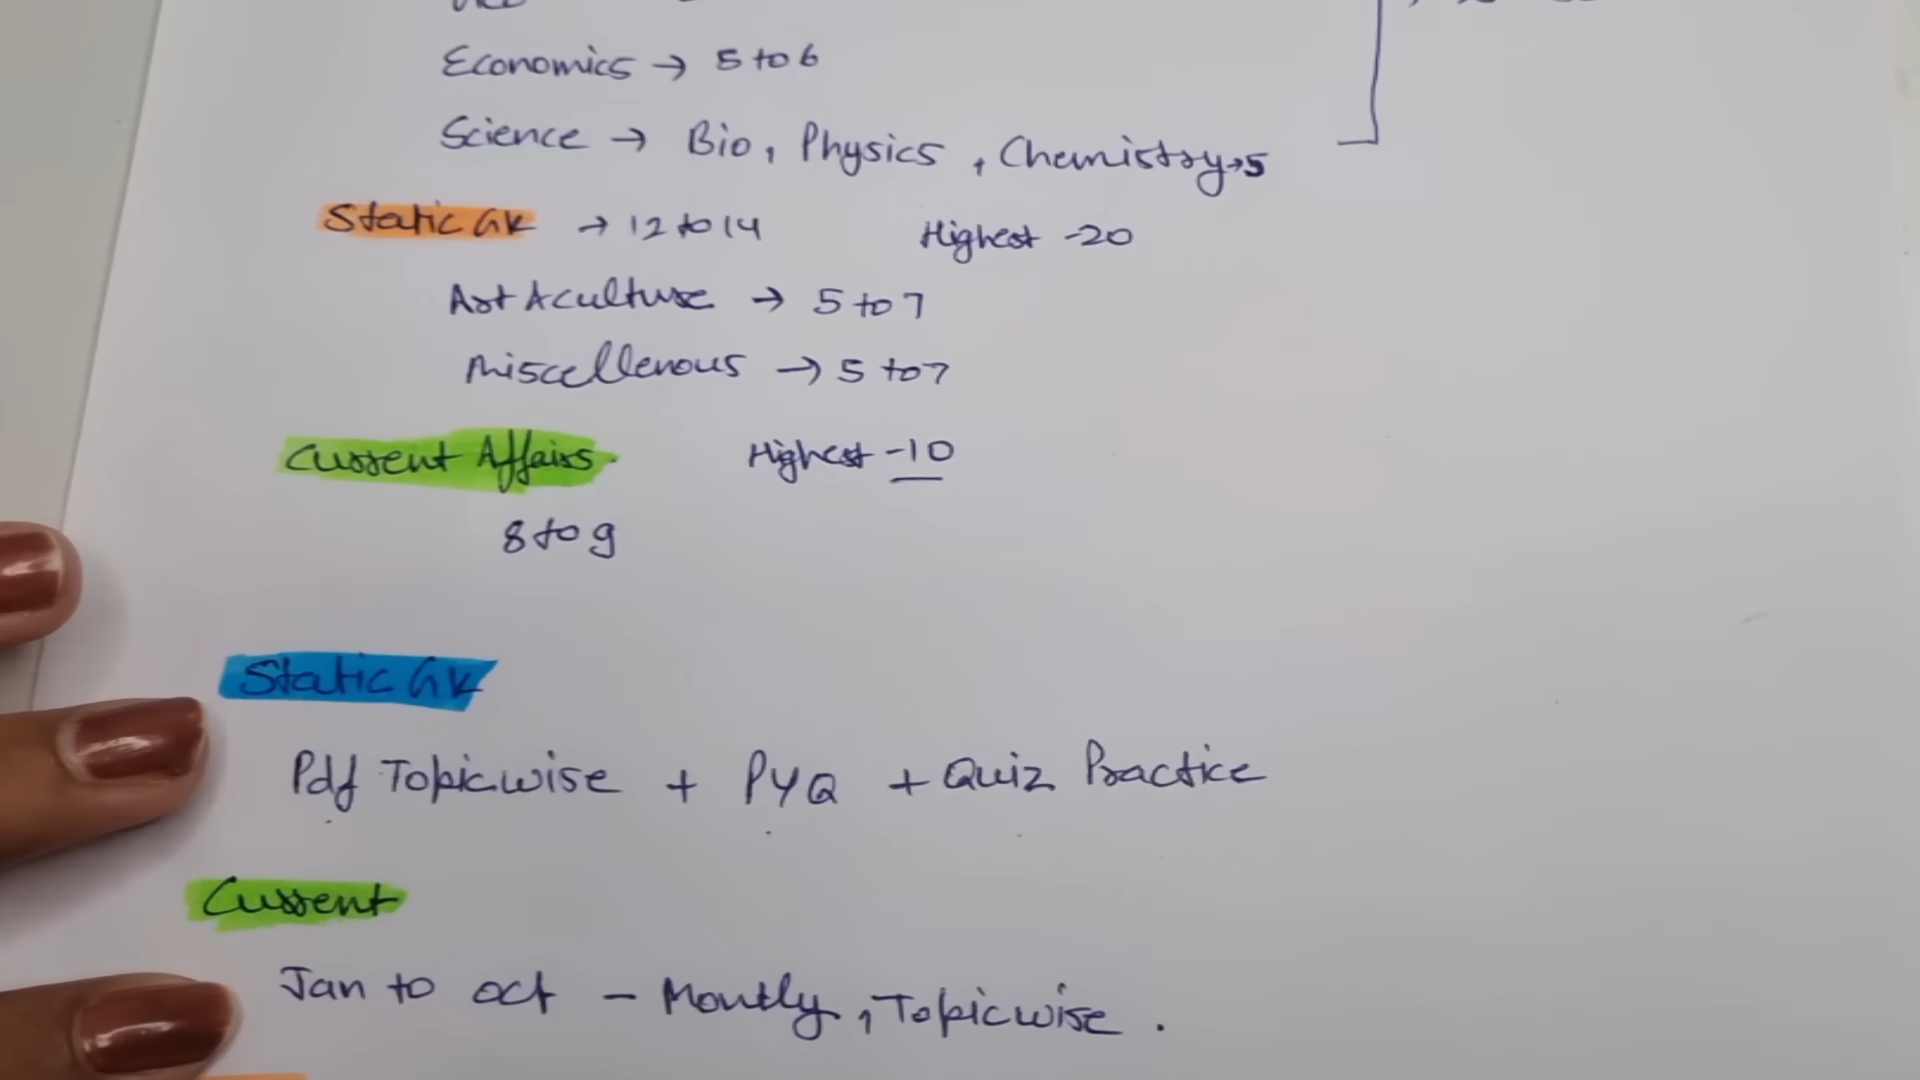 Economics → 5 to 6
Science → Bio, Physics, Chemistry→5
Static GK → 12 to 14 Highest -20
Art & culture → 5 to 7
Miscellenous → 5 to 7
Current Affairs. Highest -10
8 to 9
Static GK
Pdf Topicwise + PYQ + Quiz Practice
Current
Jan to oct - Montly, Topicwise.